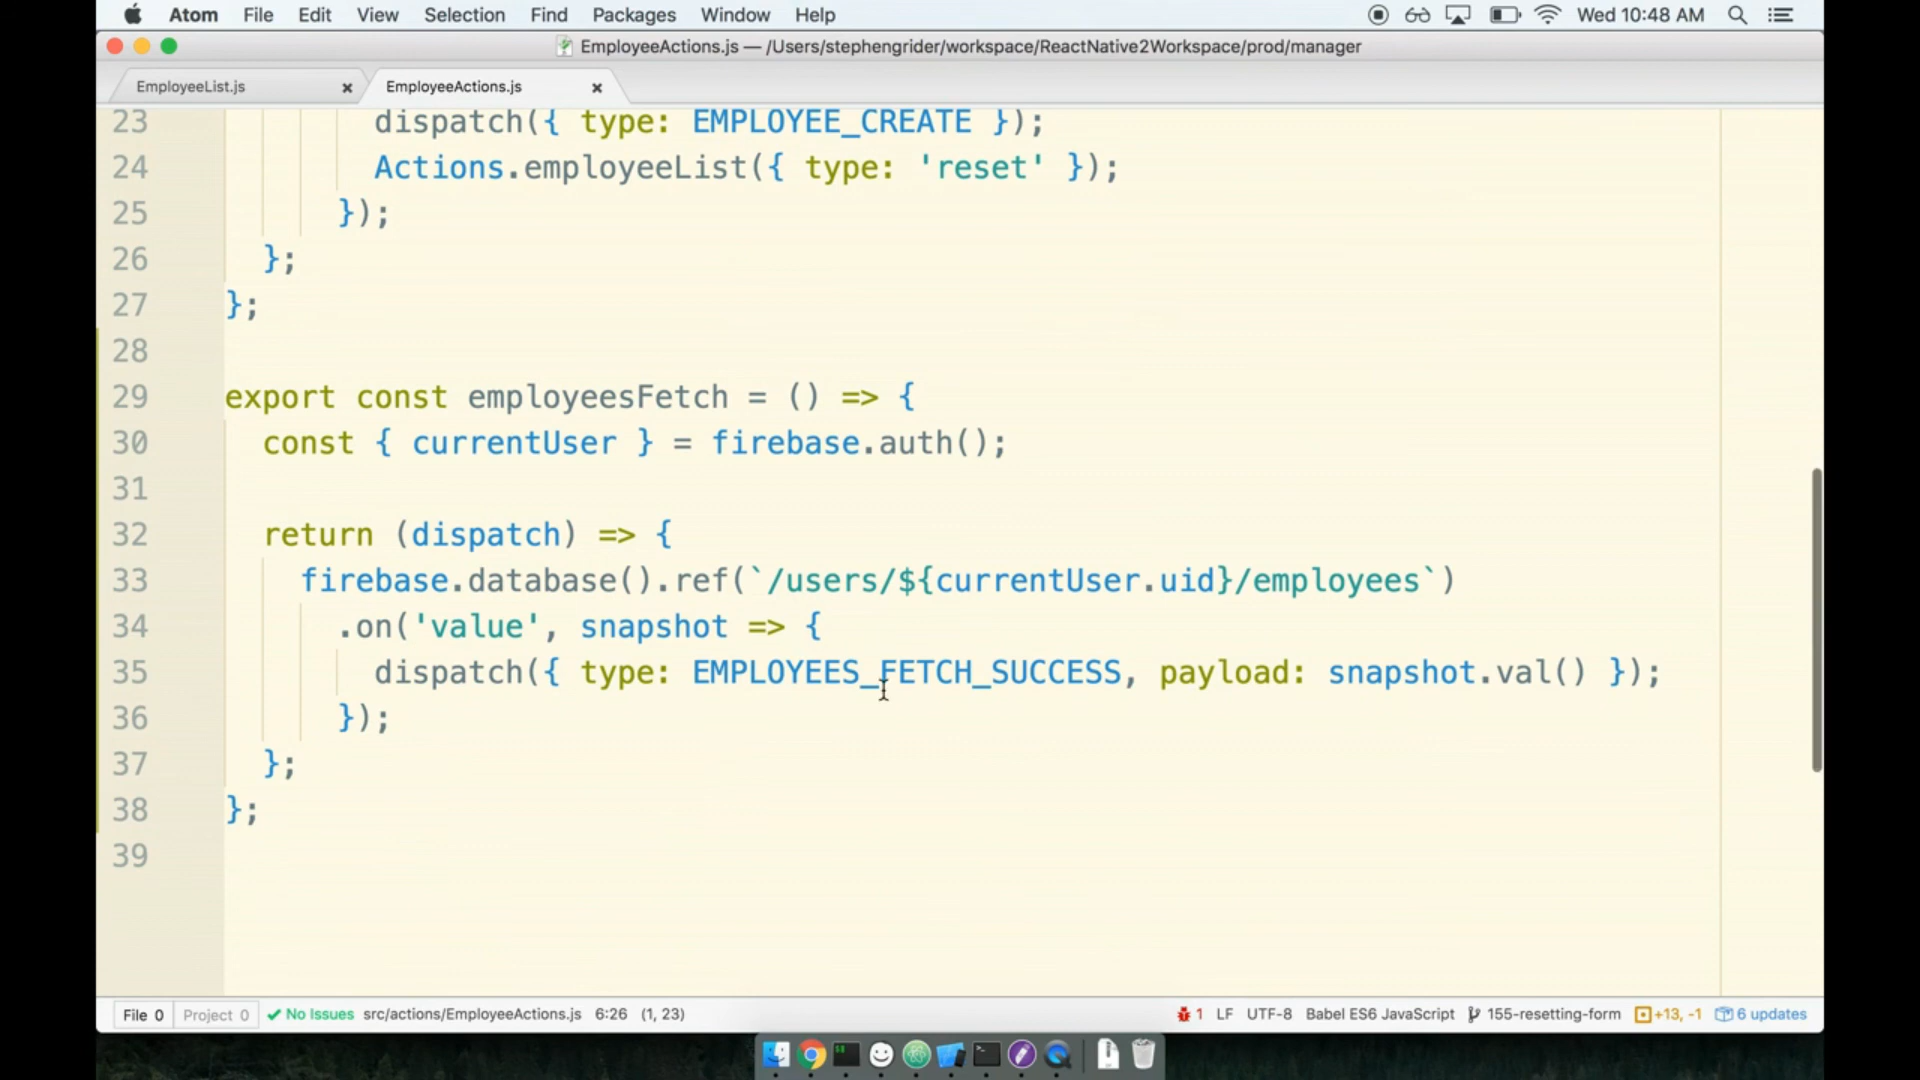 Atom File Edit View Selection Find Packages Window Help Wed 10:48 AM
EmployeeActions.js — /Users/stephengrider/workspace/ReactNative2Workspace/prod/manager
EmployeeList.js EmployeeActions.js
23 dispatch({ type: EMPLOYEE_CREATE });
24 Actions.employeeList({ type: 'reset' });
25 });
26 };
27 };
28
29 export const employeesFetch = () => {
30 const { currentUser } = firebase.auth();
31
32 return (dispatch) => {
33 firebase.database().ref(`/users/${currentUser.uid}/employees`)
34 .on('value', snapshot => {
35 dispatch({ type: EMPLOYEES_FETCH_SUCCESS, payload: snapshot.val() });
36 });
37 };
38 };
39
File 0 Project 0 No Issues src/actions/EmployeeActions.js 6:26 (1, 23) 1 LF UTF-8 Babel ES6 JavaScript 155-resetting-form +13, -1 6 updates